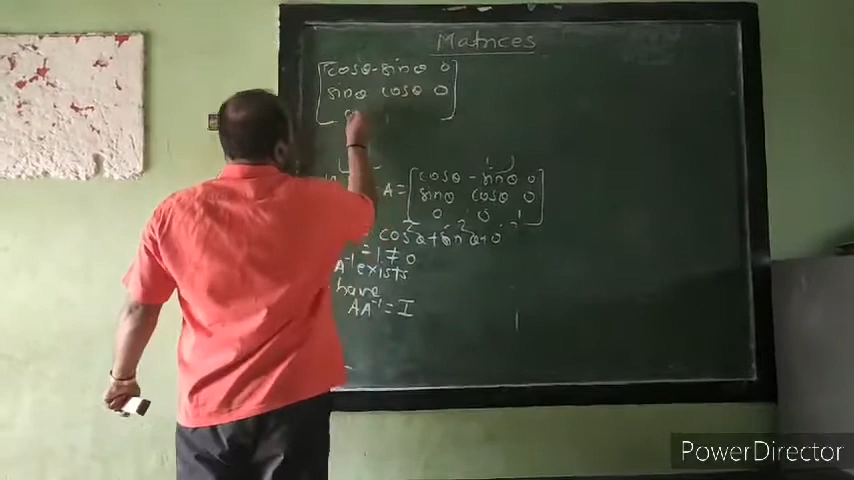 Matrices
[cosθ -sinθ 0]
[sinθ cosθ 0]
A = [cosθ -sinθ 0]
[sinθ cosθ 0]
[0 0 1]
cos²θ+sin²θ+0
= 1 ≠ 0
A⁻¹ exists
have
AA⁻¹ = I
PowerDirector